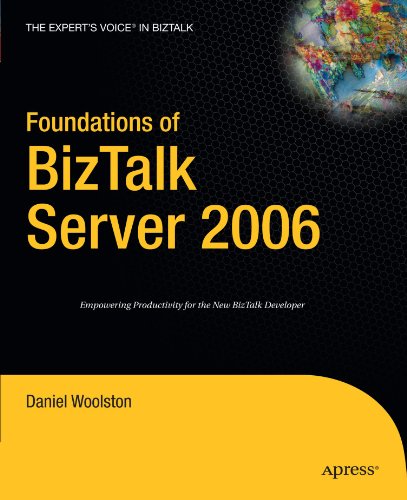 THE EXPERT'S VOICE® IN BIZTALK
Foundations of
BizTalk
Server 2006
Empowering Productivity for the New BizTalk Developer
Daniel Woolston
Apress®